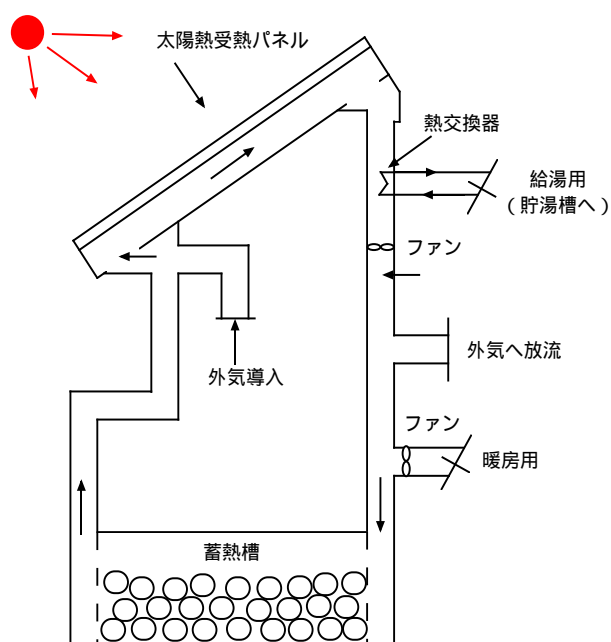 太陽熱受熱パネル
熱交換器
給湯用
(貯湯槽へ)
ファン
外気へ放流
外気導入
ファン
暖房用
蓄熱槽